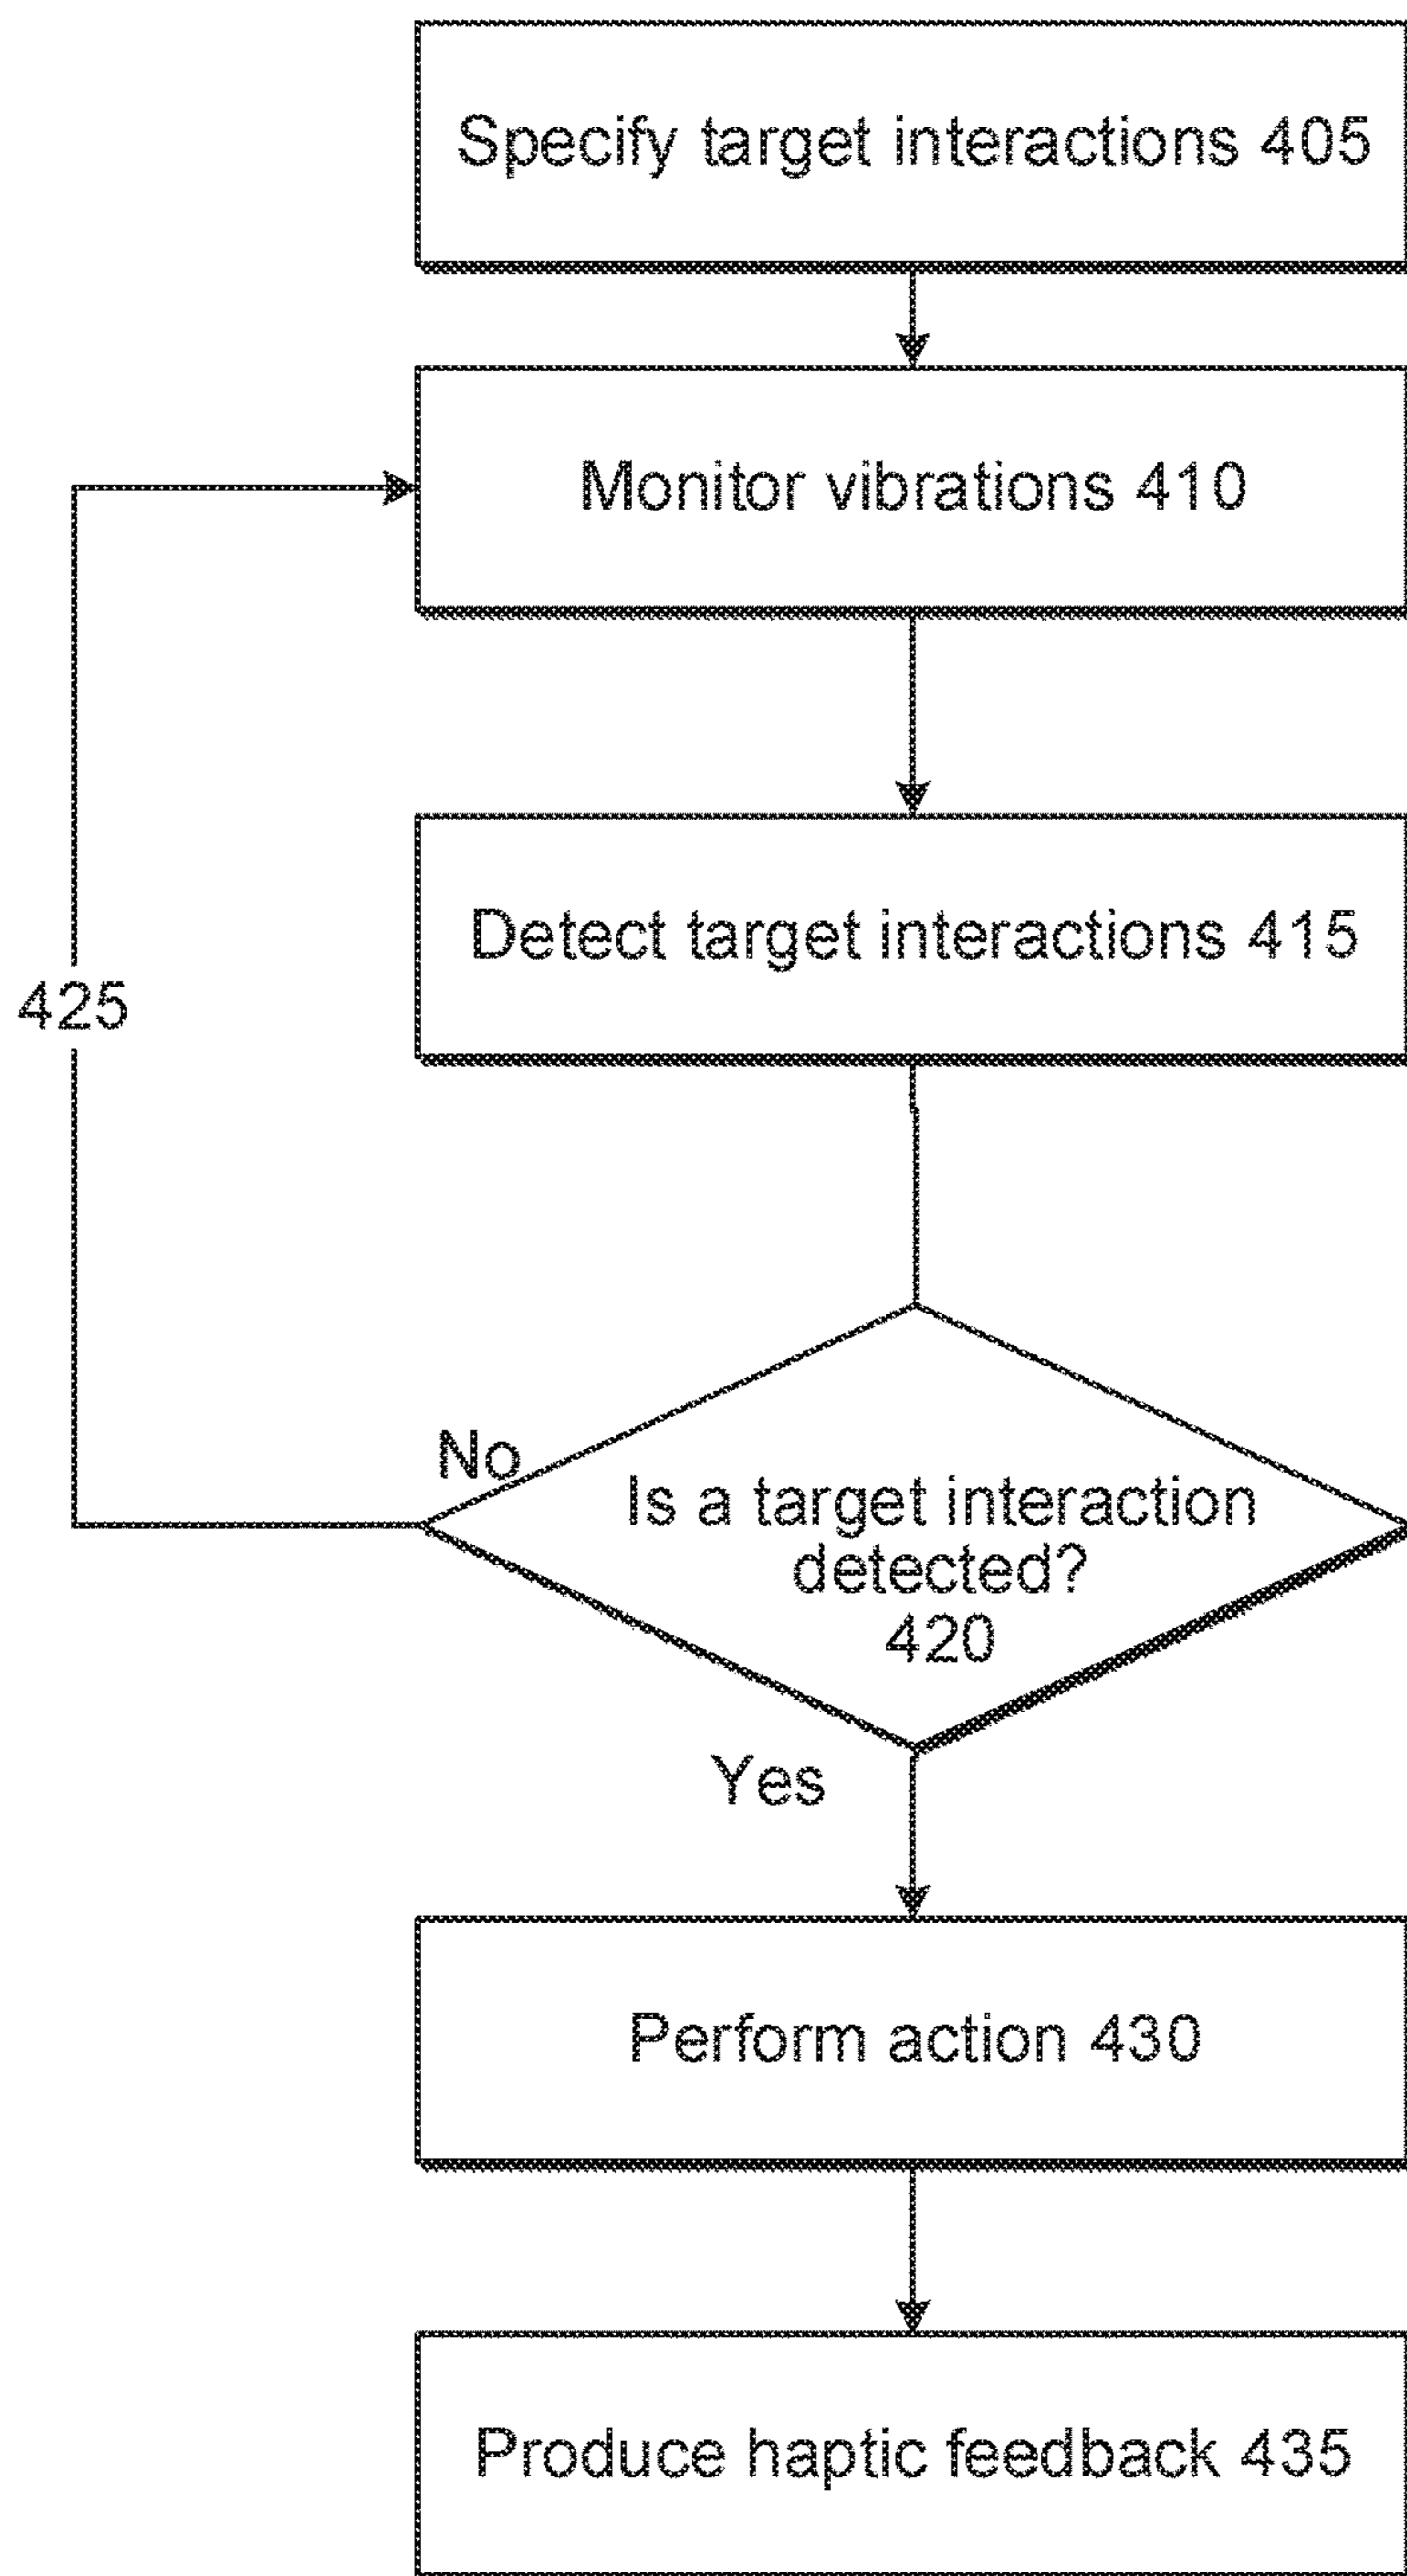 Specify target interactions 405
Monitor vibrations 410
Detect target interactions 415
425
No
Is a target interaction
detected?
420
Yes
Perform action 430
Produce haptic feedback 435